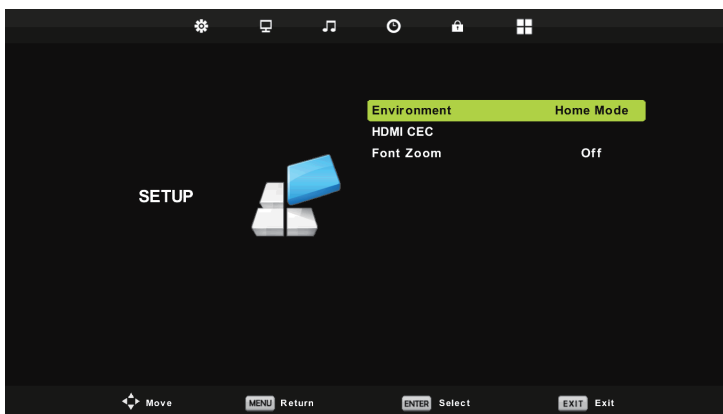 Environment Home Mode
HDMI CEC
Font Zoom Off
SETUP
Move MENU Return ENTER Select EXIT Exit